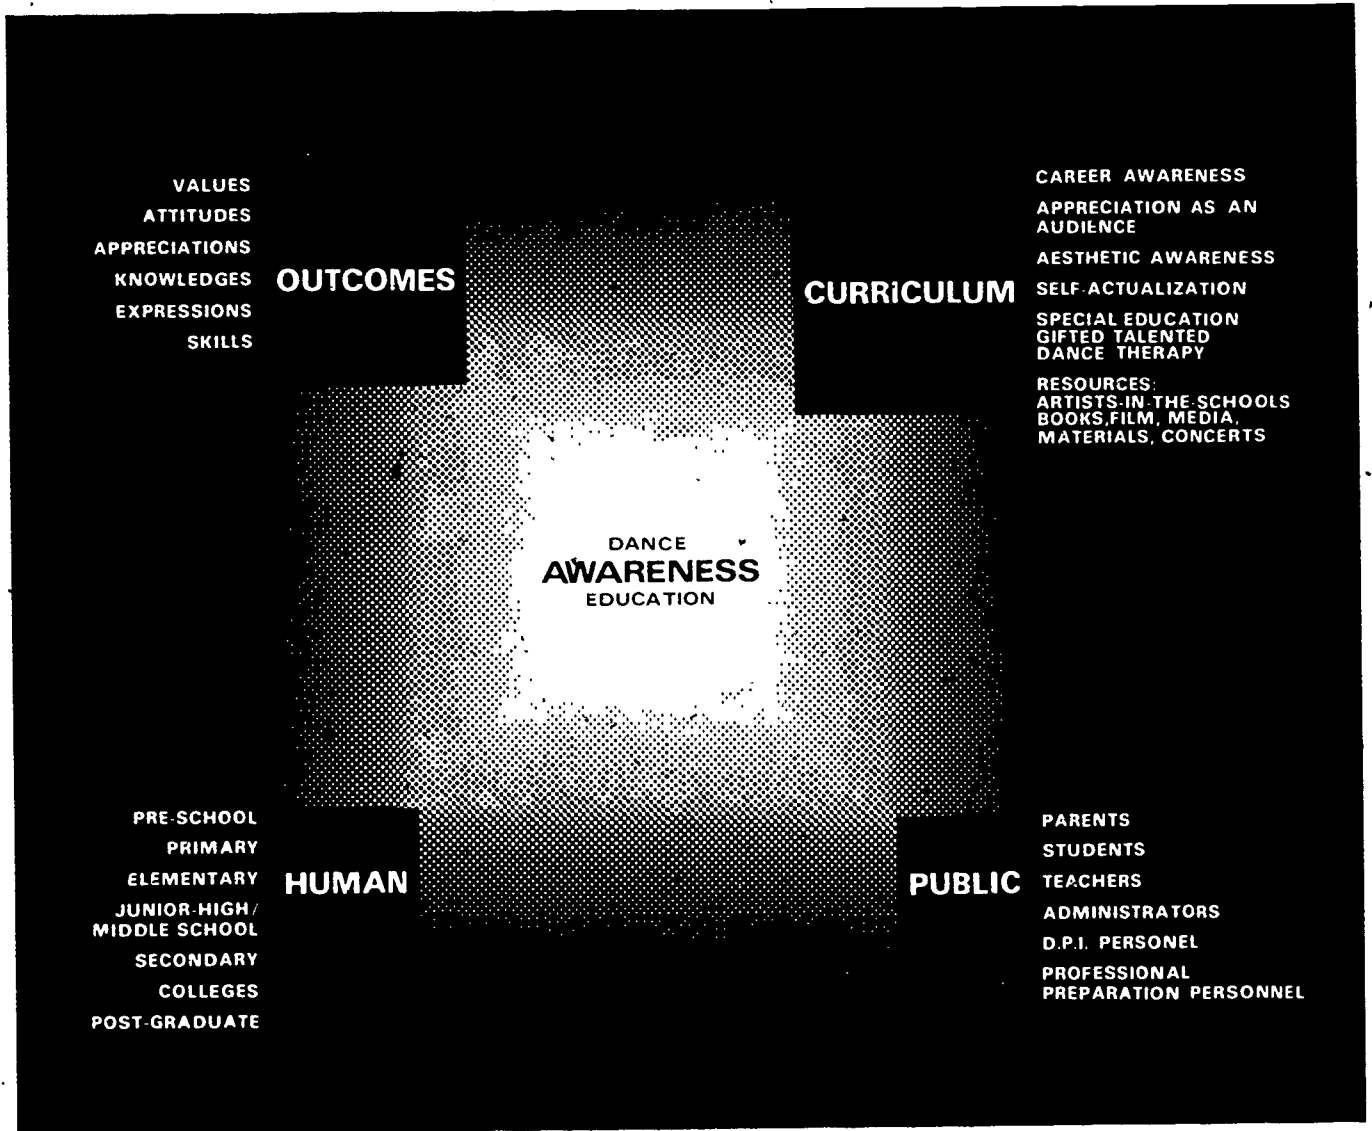 VALUES
ATTITUDES
APPRECIATIONS
KNOWLEDGES
EXPRESSIONS
SKILLS
OUTCOMES
CURRICULUM
CAREER AWARENESS
APPRECIATION AS AN
AUDIENCE
AESTHETIC AWARENESS
SELF-ACTUALIZATION
SPECIAL EDUCATION
GIFTED TALENTED
DANCE THERAPY
RESOURCES:
ARTISTS-IN-THE-SCHOOLS
BOOKS,FILM, MEDIA,
MATERIALS, CONCERTS
DANCE
AWARENESS
EDUCATION
PRE-SCHOOL
PRIMARY
ELEMENTARY
JUNIOR-HIGH/
MIDDLE SCHOOL
SECONDARY
COLLEGES
POST-GRADUATE
HUMAN
PUBLIC
PARENTS
STUDENTS
TEACHERS
ADMINISTRATORS
D.P.I. PERSONEL
PROFESSIONAL
PREPARATION PERSONNEL